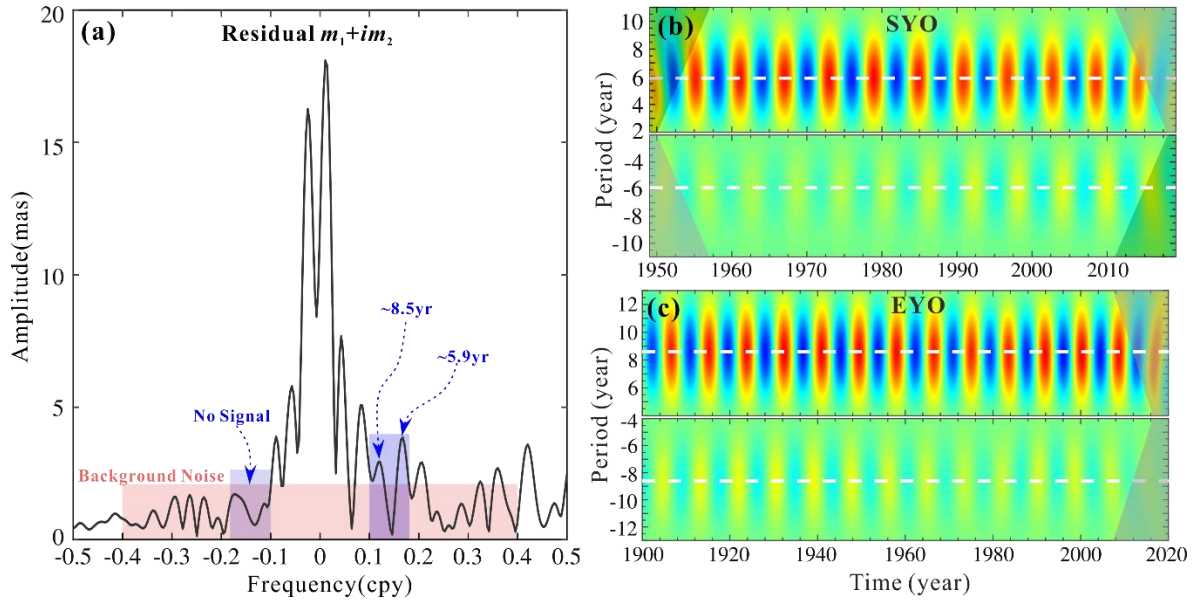 (a)
Residual m₁+im₂
20
15
10
5
0
Amplitude(mas)
~8.5yr
~5.9yr
No Signal
Background Noise
-0.5 -0.4 -0.3 -0.2 -0.1 0 0.1 0.2 0.3 0.4 0.5
Frequency(cpy)
(b)
SYO
10
8
6
4
2
-4
-6
-8
-10
Period (year)
1950 1960 1970 1980 1990 2000 2010
(c)
EYO
12
10
8
6
-4
-6
-8
-10
-12
Period (year)
1900 1920 1940 1960 1980 2000 2020
Time (year)